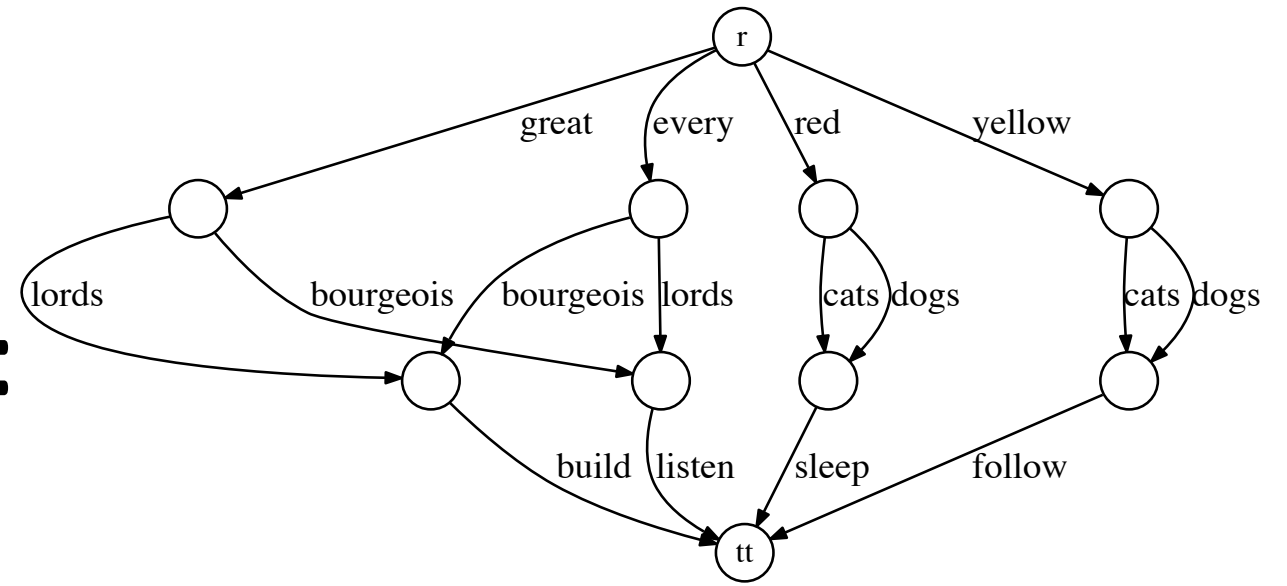 r
great every red yellow
lords bourgeois bourgeois lords cats dogs cats dogs
build listen sleep follow
tt